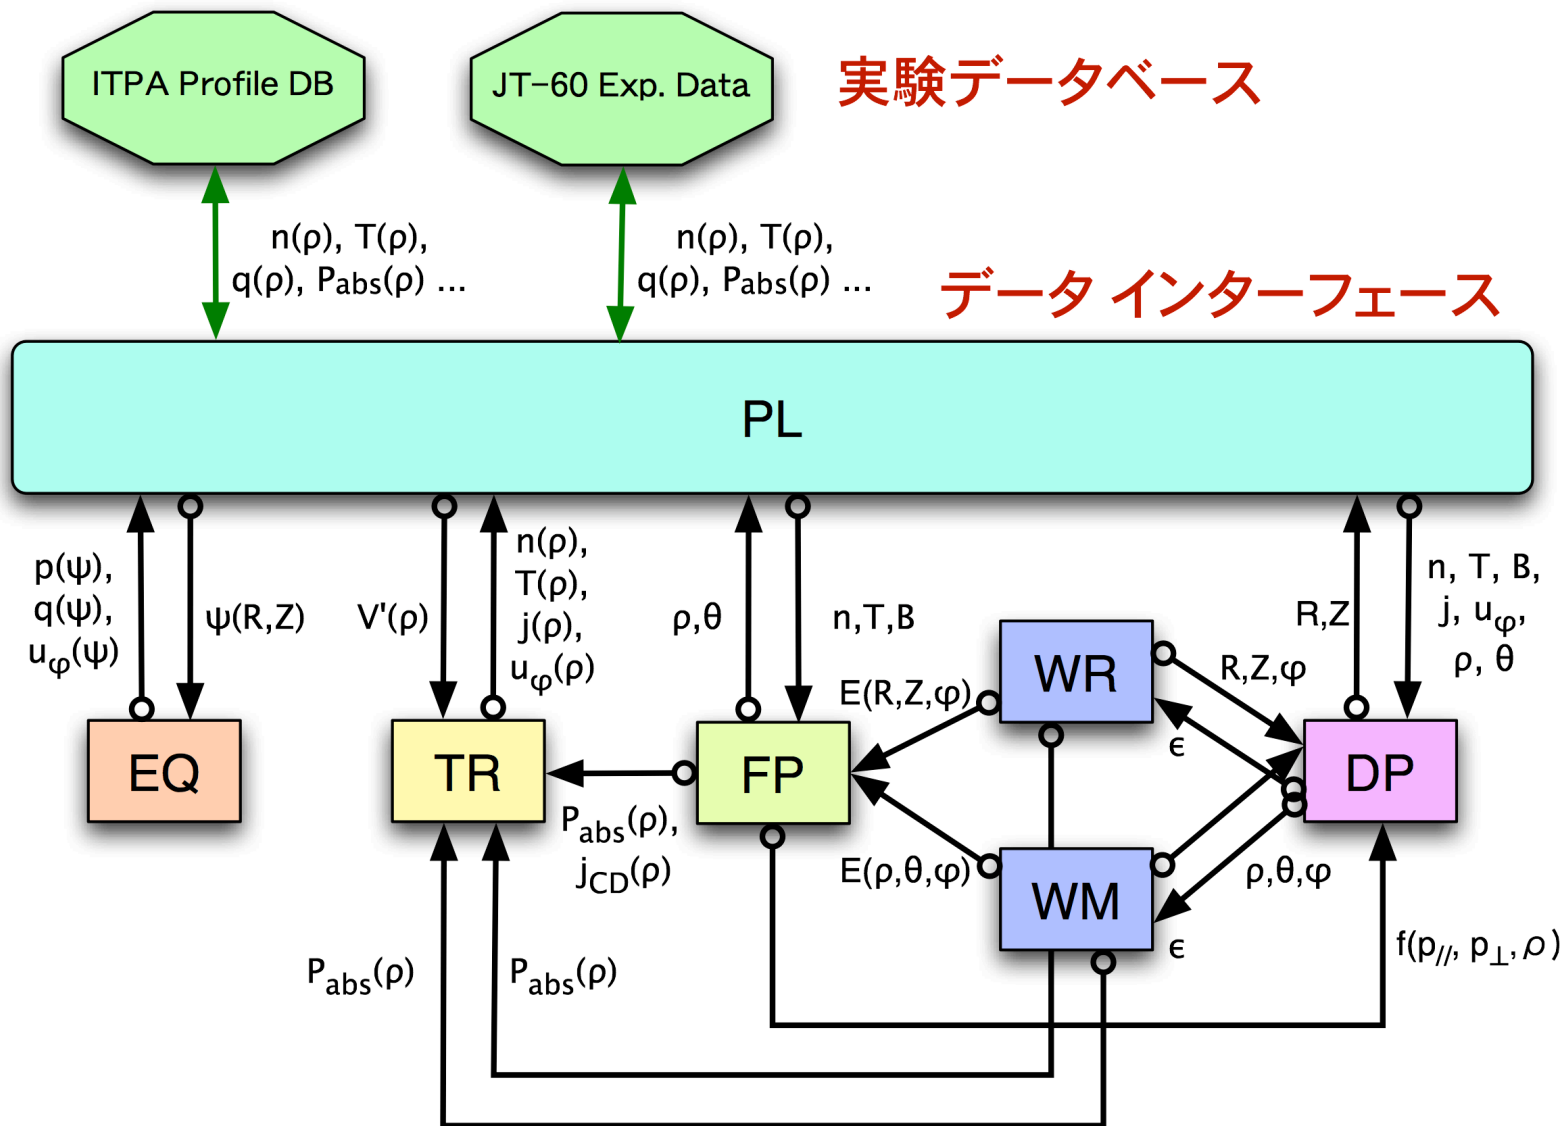 ITPA Profile DB
JT-60 Exp. Data
実験データベース
n(ρ), T(ρ),
q(ρ), Pabs(ρ) ...
n(ρ), T(ρ),
q(ρ), Pabs(ρ) ...
データ インターフェース
PL
p(ψ),
q(ψ),
uφ(ψ)
ψ(R,Z)
V'(ρ)
n(ρ),
T(ρ),
j(ρ),
uφ(ρ)
ρ,θ
n,T,B
R,Z
n, T, B,
j, uφ,
ρ, θ
EQ
TR
FP
WR
DP
WM
E(R,Z,φ)
R,Z,φ
ϵ
Pabs(ρ),
jCD(ρ)
E(ρ,θ,φ)
ρ,θ,φ
ϵ
Pabs(ρ)
Pabs(ρ)
f(p//, p⊥, ρ)